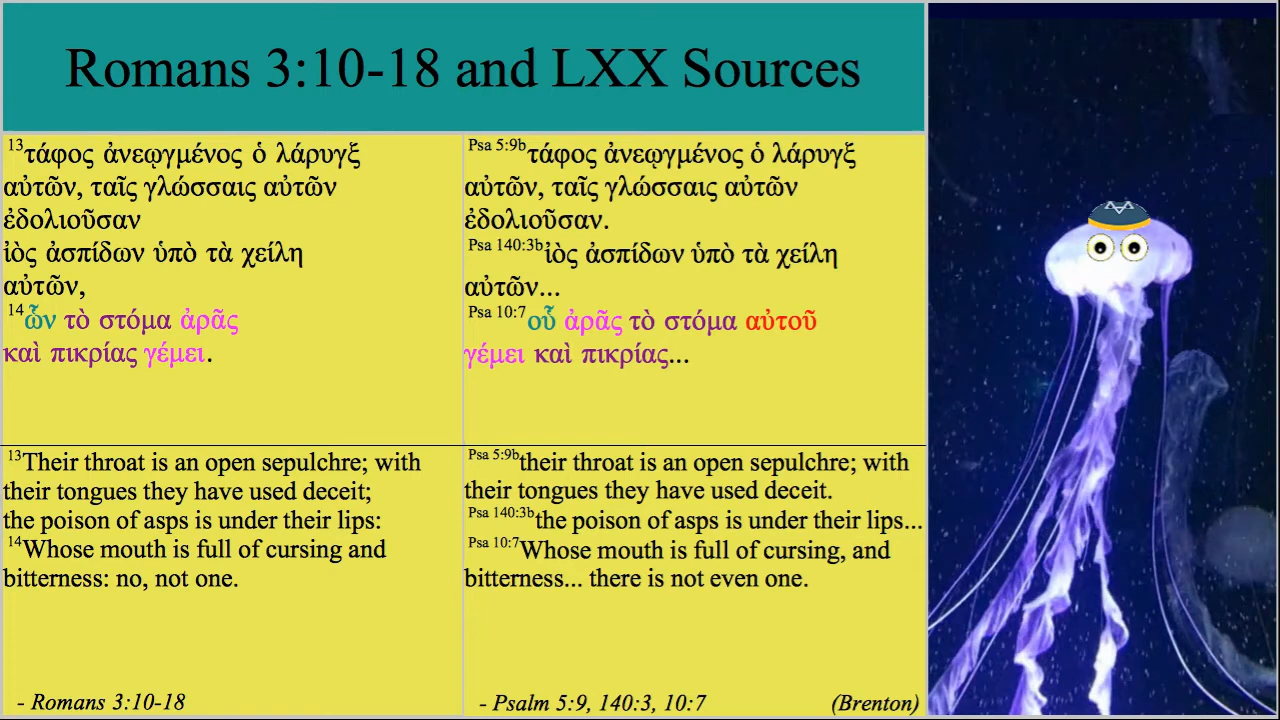 Romans 3:10-18 and LXX Sources
13τάφος ἀνεῳγμένος ὁ λάρυγξ
αὐτῶν, ταῖς γλώσσαις αὐτῶν
ἐδολιοῦσαν
ἰὸς ἀσπίδων ὑπὸ τὰ χείλη
αὐτῶν,
14ὧν τὸ στόμα ἀρᾶς
καὶ πικρίας γέμει.
Psa 5:9bτάφος ἀνεῳγμένος ὁ λάρυγξ
αὐτῶν, ταῖς γλώσσαις αὐτῶν
ἐδολιοῦσαν.
Psa 140:3bἰὸς ἀσπίδων ὑπὸ τὰ χείλη
αὐτῶν...
Psa 10:7οὗ ἀρᾶς τὸ στόμα αὐτοῦ
γέμει καὶ πικρίας...
13Their throat is an open sepulchre; with
their tongues they have used deceit;
the poison of asps is under their lips:
14Whose mouth is full of cursing and
bitterness: no, not one.
- Romans 3:10-18
Psa 5:9btheir throat is an open sepulchre; with
their tongues they have used deceit.
Psa 140:3bthe poison of asps is under their lips...
Psa 10:7Whose mouth is full of cursing, and
bitterness... there is not even one.
- Psalm 5:9, 140:3, 10:7 (Brenton)